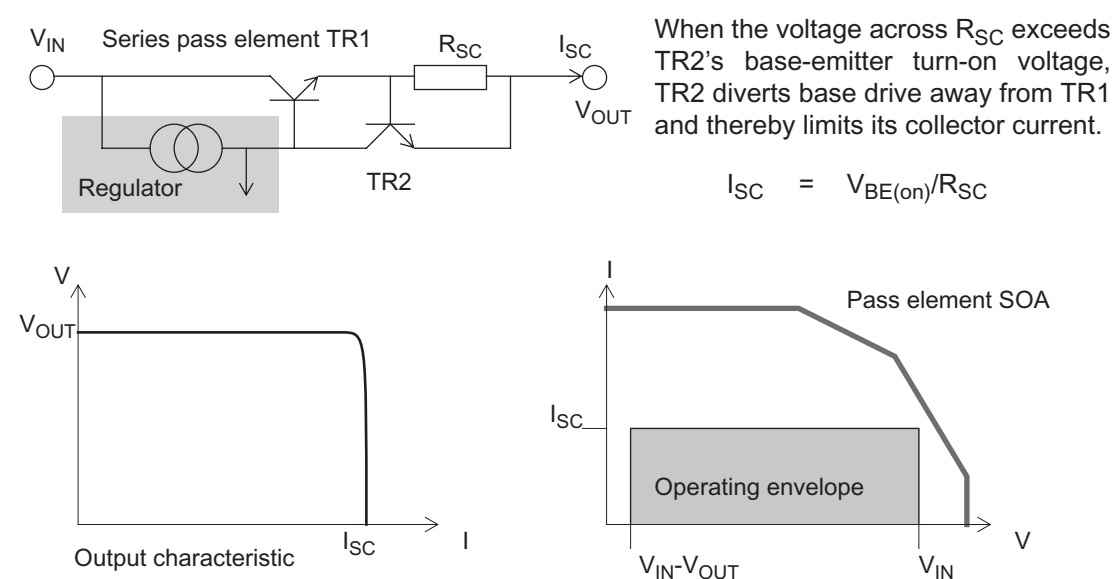 V_IN
Series pass element TR1
R_SC
I_SC
V_OUT
Regulator
TR2
When the voltage across R_SC exceeds
TR2's base-emitter turn-on voltage,
TR2 diverts base drive away from TR1
and thereby limits its collector current.
I_SC = V_BE(on)/R_SC
V
V_OUT
I_SC
I
Output characteristic
I
Pass element SOA
I_SC
Operating envelope
V_IN-V_OUT
V_IN
V